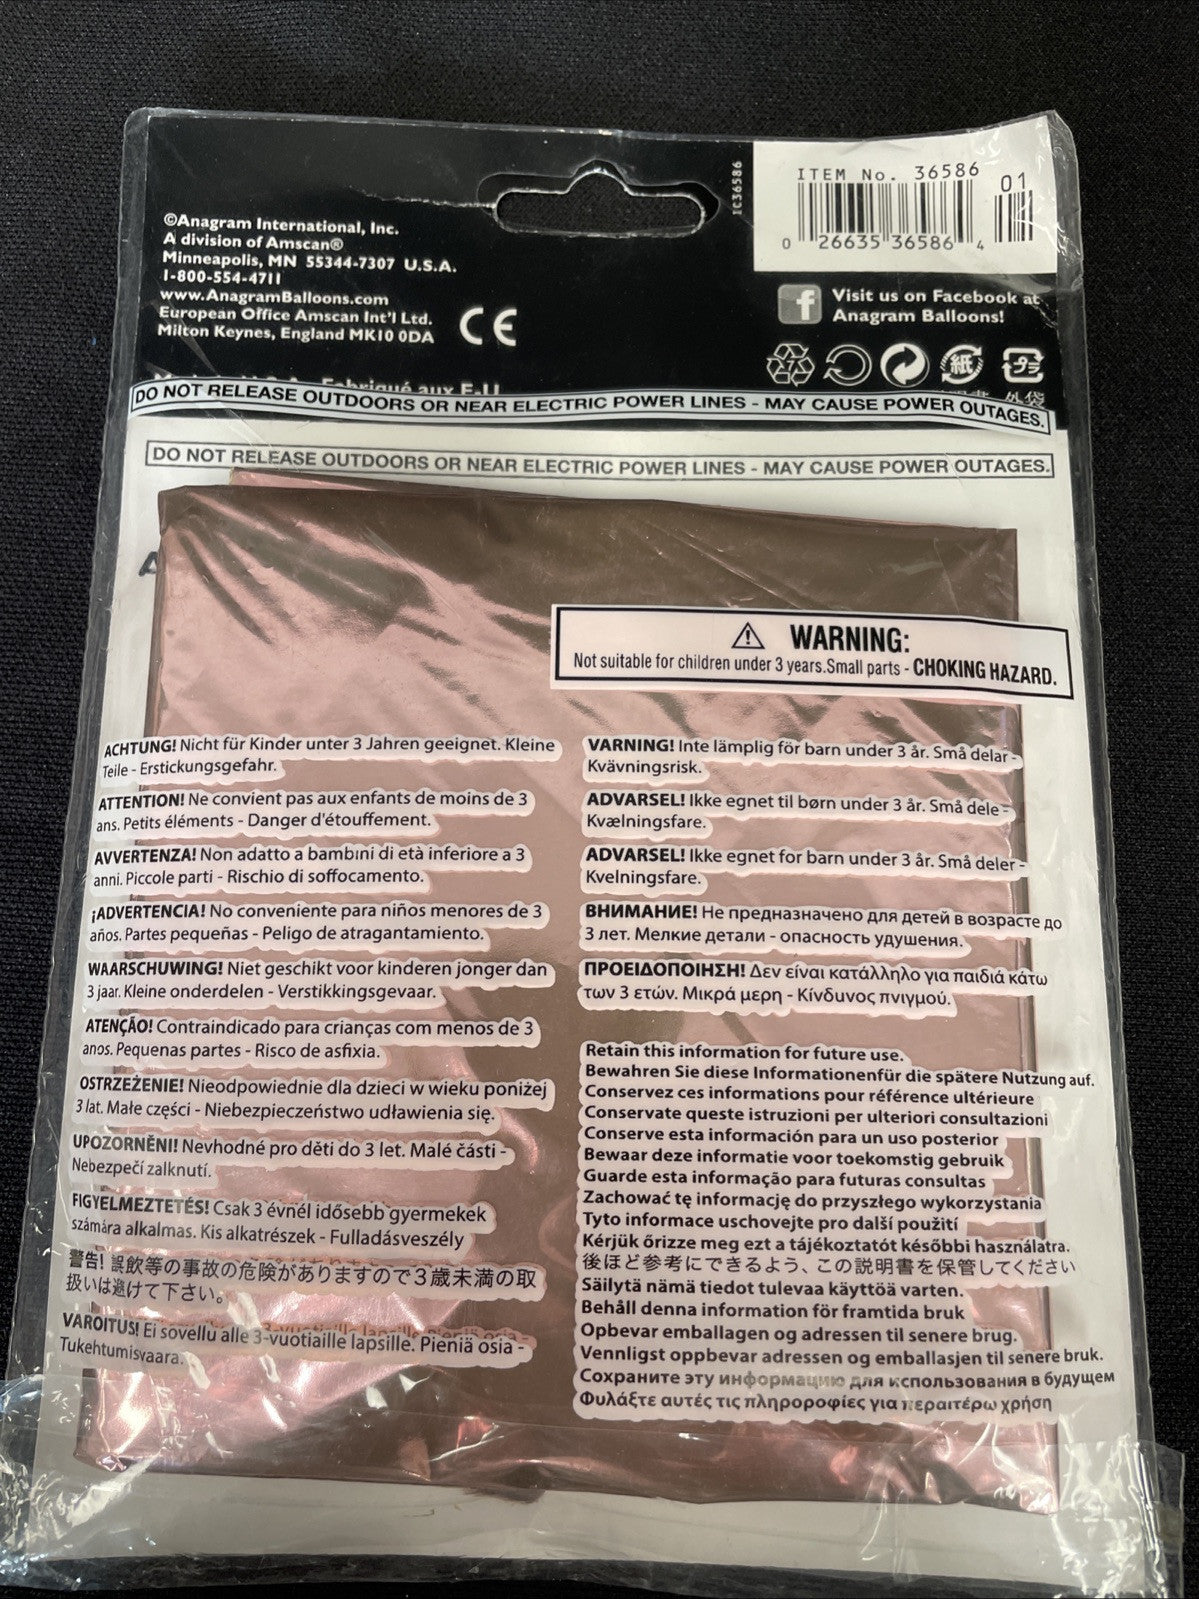 ©Anagram International, Inc.
A division of Amscan®
Minneapolis, MN 55344-7307 U.S.A.
1-800-554-4711
www.AnagramBalloons.com
European Office Amscan Int'l Ltd.
Milton Keynes, England MK10 0DA
CE
IC36586
ITEM No. 36586
01
0 26635 36586 4
f
Visit us on Facebook at
Anagram Balloons!
紙
プラ
外袋
Fabriqué aux E-U
DO NOT RELEASE OUTDOORS OR NEAR ELECTRIC POWER LINES - MAY CAUSE POWER OUTAGES.
DO NOT RELEASE OUTDOORS OR NEAR ELECTRIC POWER LINES - MAY CAUSE POWER OUTAGES.
WARNING:
Not suitable for children under 3 years.Small parts - CHOKING HAZARD.
ACHTUNG! Nicht für Kinder unter 3 Jahren geeignet. Kleine
Teile - Erstickungsgefahr.
ATTENTION! Ne convient pas aux enfants de moins de 3
ans. Petits éléments - Danger d'étouffement.
AVVERTENZA! Non adatto a bambini di età inferiore a 3
anni. Piccole parti - Rischio di soffocamento.
¡ADVERTENCIA! No conveniente para niños menores de 3
años. Partes pequeñas - Peligo de atragantamiento.
WAARSCHUWING! Niet geschikt voor kinderen jonger dan
3 jaar. Kleine onderdelen - Verstikkingsgevaar.
ATENÇÃO! Contraindicado para crianças com menos de 3
anos. Pequenas partes - Risco de asfixia.
OSTRZEŻENIE! Nieodpowiednie dla dzieci w wieku poniżej
3 lat. Małe części - Niebezpieczeństwo udławienia się.
UPOZORNĚNI! Nevhodné pro děti do 3 let. Malé části -
Nebezpečí zalknutí.
FIGYELMEZTETÉS! Csak 3 évnél idősebb gyermekek
számára alkalmas. Kis alkatrészek - Fulladásveszély
警告! 誤飲等の事故の危険がありますので3歳未満の取
扱いは避けて下さい。
VAROITUS! Ei sovellu alle 3-vuotiaille lapsille. Pieniä osia -
Tukehtumisvaara.
VARNING! Inte lämplig för barn under 3 år. Små delar -
Kvävningsrisk.
ADVARSEL! Ikke egnet til børn under 3 år. Små dele -
Kvælningsfare.
ADVARSEL! Ikke egnet for barn under 3 år. Små deler -
Kvelningsfare.
ВНИМАНИЕ! Не предназначено для детей в возрасте до
3 лет. Мелкие детали - опасность удушения.
ΠΡΟΕΙΔΟΠΟΙΗΣΗ! Δεν είναι κατάλληλο για παιδιά κάτω
των 3 ετών. Μικρά μερη - Κίνδυνος πνιγμού.
Retain this information for future use.
Bewahren Sie diese Informationenfür die spätere Nutzung auf.
Conservez ces informations pour référence ultérieure
Conservate queste istruzioni per ulteriori consultazioni
Conserve esta información para un uso posterior
Bewaar deze informatie voor toekomstig gebruik
Guarde esta informação para futuras consultas
Zachować tę informację do przyszłego wykorzystania
Tyto informace uschovejte pro další použití
Kérjük őrizze meg ezt a tájékoztatót későbbi használatra.
後ほど参考にできるよう、この説明書を保管してください
Säilytä nämä tiedot tulevaa käyttöä varten.
Behåll denna information för framtida bruk
Opbevar emballagen og adressen til senere brug.
Vennligst oppbevar adressen og emballasjen til senere bruk.
Сохраните эту информацию для использования в будущем
Φυλάξτε αυτές τις πληροροφίες για περαιτέρω χρήση